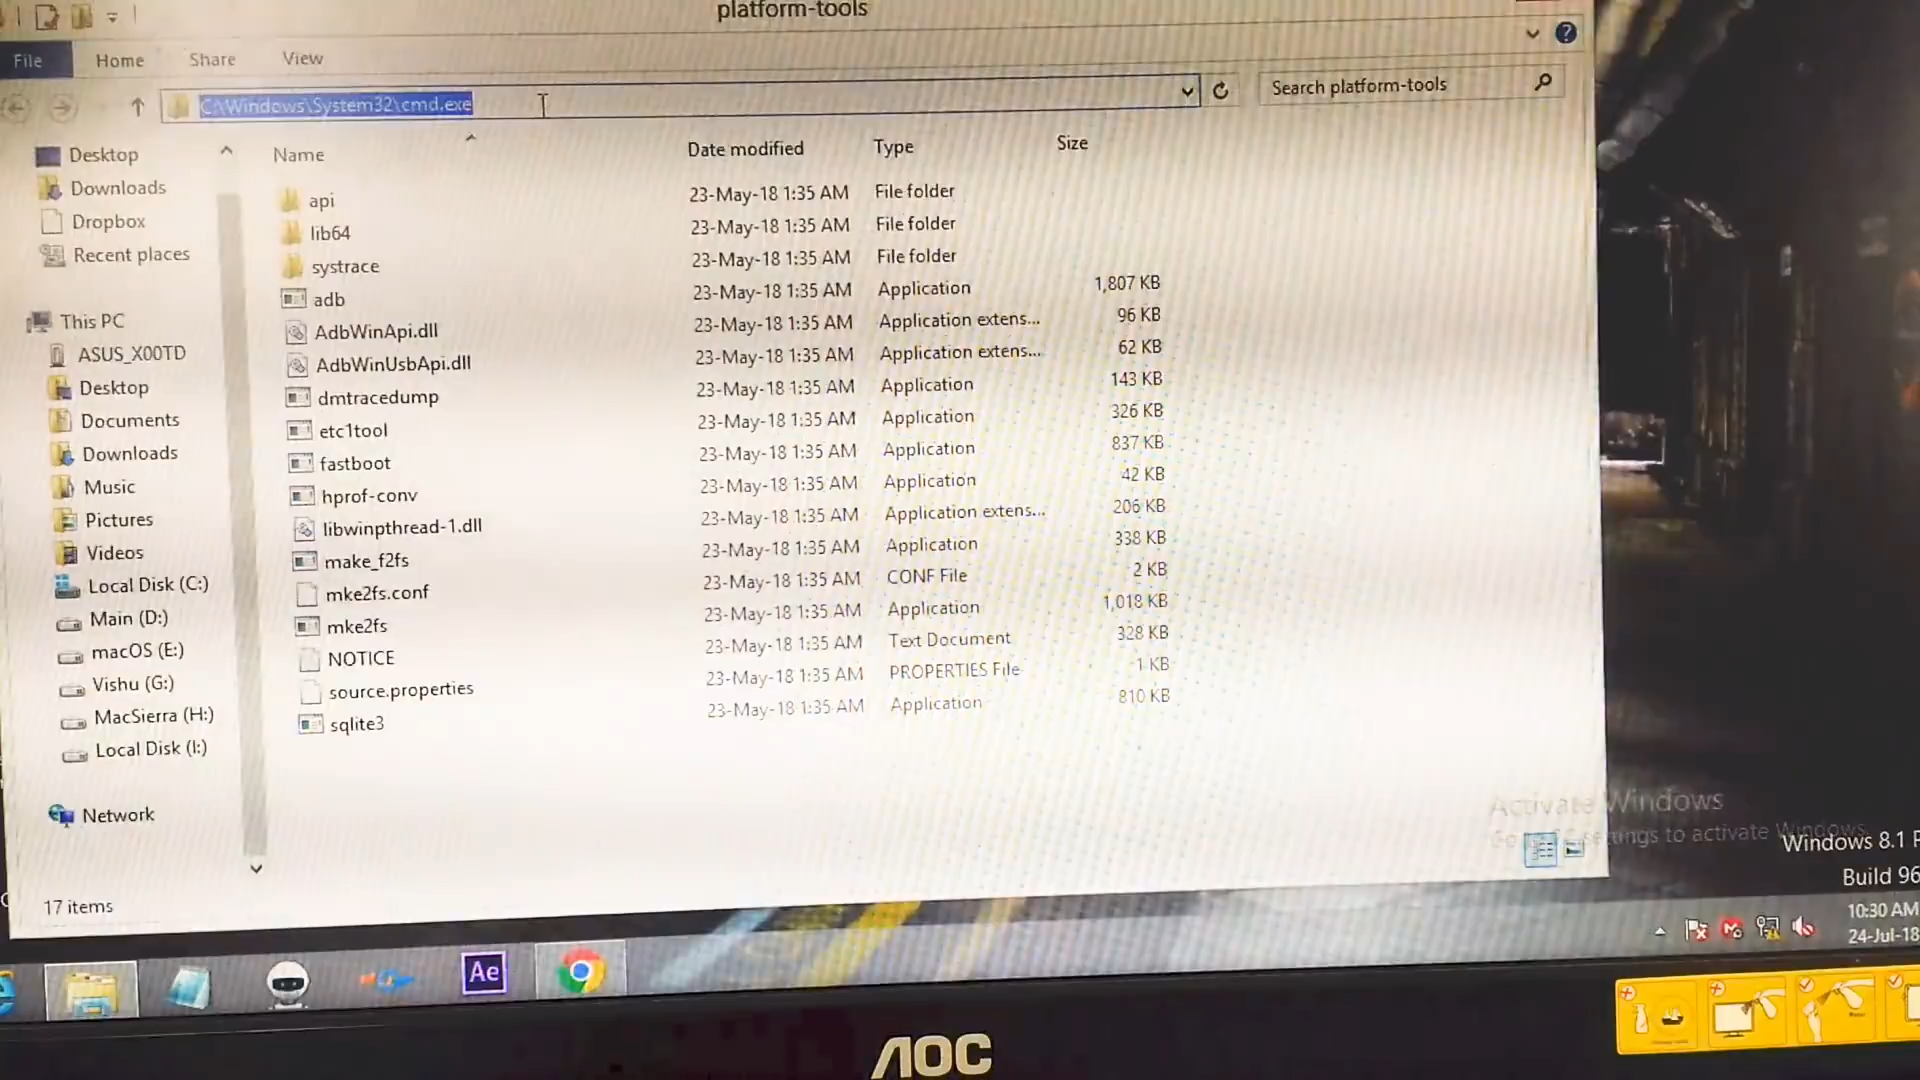 platform-tools
File Home Share View
C:\Windows\System32\cmd.exe
Search platform-tools
Name Date modified Type Size
api 23-May-18 1:35 AM File folder
lib64 23-May-18 1:35 AM File folder
systrace 23-May-18 1:35 AM File folder
adb 23-May-18 1:35 AM Application 1,807 KB
AdbWinApi.dll 23-May-18 1:35 AM Application extens... 96 KB
AdbWinUsbApi.dll 23-May-18 1:35 AM Application extens... 62 KB
dmtracedump 23-May-18 1:35 AM Application 143 KB
etc1tool 23-May-18 1:35 AM Application 326 KB
fastboot 23-May-18 1:35 AM Application 837 KB
hprof-conv 23-May-18 1:35 AM Application 42 KB
libwinpthread-1.dll 23-May-18 1:35 AM Application extens... 206 KB
make_f2fs 23-May-18 1:35 AM Application 338 KB
mke2fs.conf 23-May-18 1:35 AM CONF File 2 KB
mke2fs 23-May-18 1:35 AM Application 1,018 KB
NOTICE 23-May-18 1:35 AM Text Document 328 KB
source.properties 23-May-18 1:35 AM PROPERTIES File 1 KB
sqlite3 23-May-18 1:35 AM Application 810 KB
Desktop
Downloads
Dropbox
Recent places
This PC
ASUS_X00TD
Desktop
Documents
Downloads
Music
Pictures
Videos
Local Disk (C:)
Main (D:)
macOS (E:)
Vishu (G:)
MacSierra (H:)
Local Disk (I:)
Network
17 items
Activate Windows
Go to PC settings to activate Windows.
Windows 8.1 P
Build 96
10:30 AM
24-Jul-18
Ae
AOC